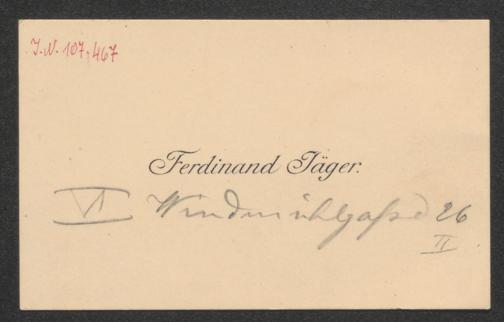 J.N. 107,467
Ferdinand Jäger.
VI Windmühlgasse 26
II